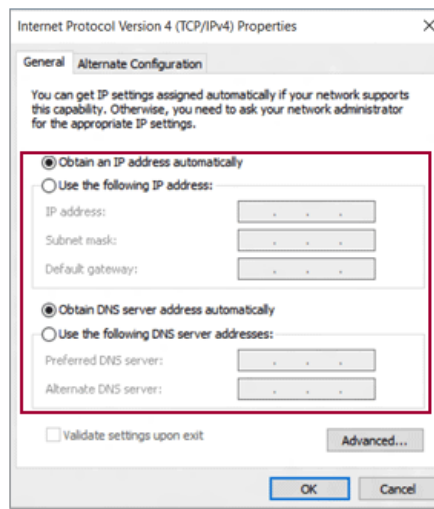 Internet Protocol Version 4 (TCP/IPv4) Properties
General Alternate Configuration
You can get IP settings assigned automatically if your network supports
this capability. Otherwise, you need to ask your network administrator
for the appropriate IP settings.
Obtain an IP address automatically
Use the following IP address:
IP address:
Subnet mask:
Default gateway:
Obtain DNS server address automatically
Use the following DNS server addresses:
Preferred DNS server:
Alternate DNS server:
Validate settings upon exit
Advanced...
OK Cancel